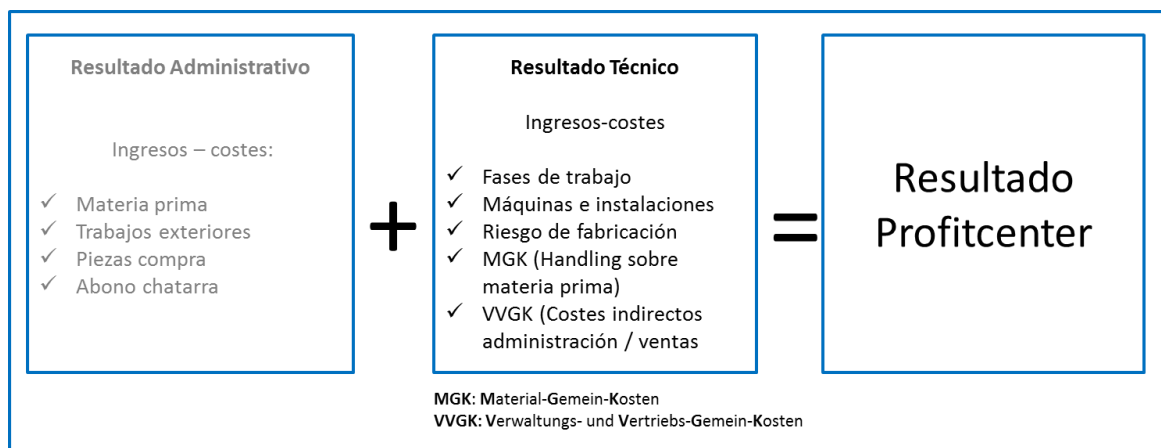 Resultado Administrativo
Ingresos – costes:
✓ Materia prima
✓ Trabajos exteriores
✓ Piezas compra
✓ Abono chatarra
+
Resultado Técnico
Ingresos-costes
✓ Fases de trabajo
✓ Máquinas e instalaciones
✓ Riesgo de fabricación
✓ MGK (Handling sobre
materia prima)
✓ VVGK (Costes indirectos
administración / ventas
=
Resultado
Profitcenter
MGK: Material-Gemein-Kosten
VVGK: Verwaltungs- und Vertriebs-Gemein-Kosten